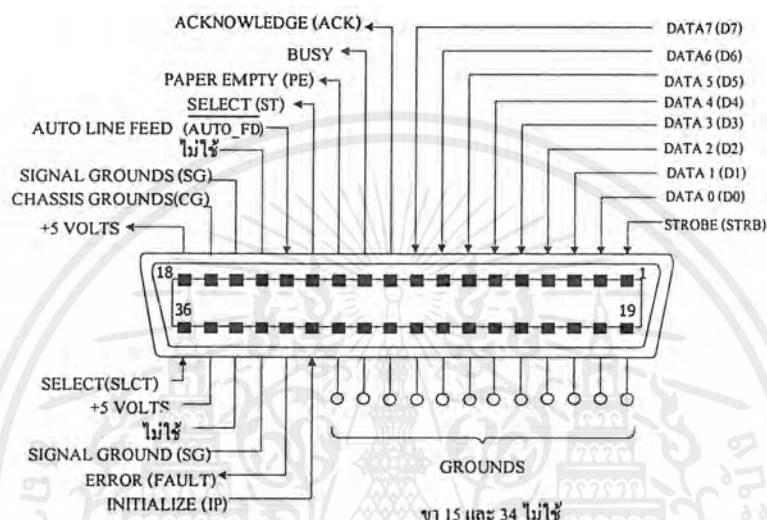 ACKNOWLEDGE (ACK)
BUSY
PAPER EMPTY (PE)
SELECT (ST)
AUTO LINE FEED (AUTO_FD)
ไม่ใช้
SIGNAL GROUNDS (SG)
CHASSIS GROUNDS(CG)
+5 VOLTS
DATA7 (D7)
DATA6 (D6)
DATA 5 (D5)
DATA 4 (D4)
DATA 3 (D3)
DATA 2 (D2)
DATA 1 (D1)
DATA 0 (D0)
STROBE (STRB)
18
1
36
19
SELECT(SLCT)
+5 VOLTS
ไม่ใช้
SIGNAL GROUND (SG)
ERROR (FAULT)
INITIALIZE (IP)
GROUNDS
ขา 15 และ 34 ไม่ใช้